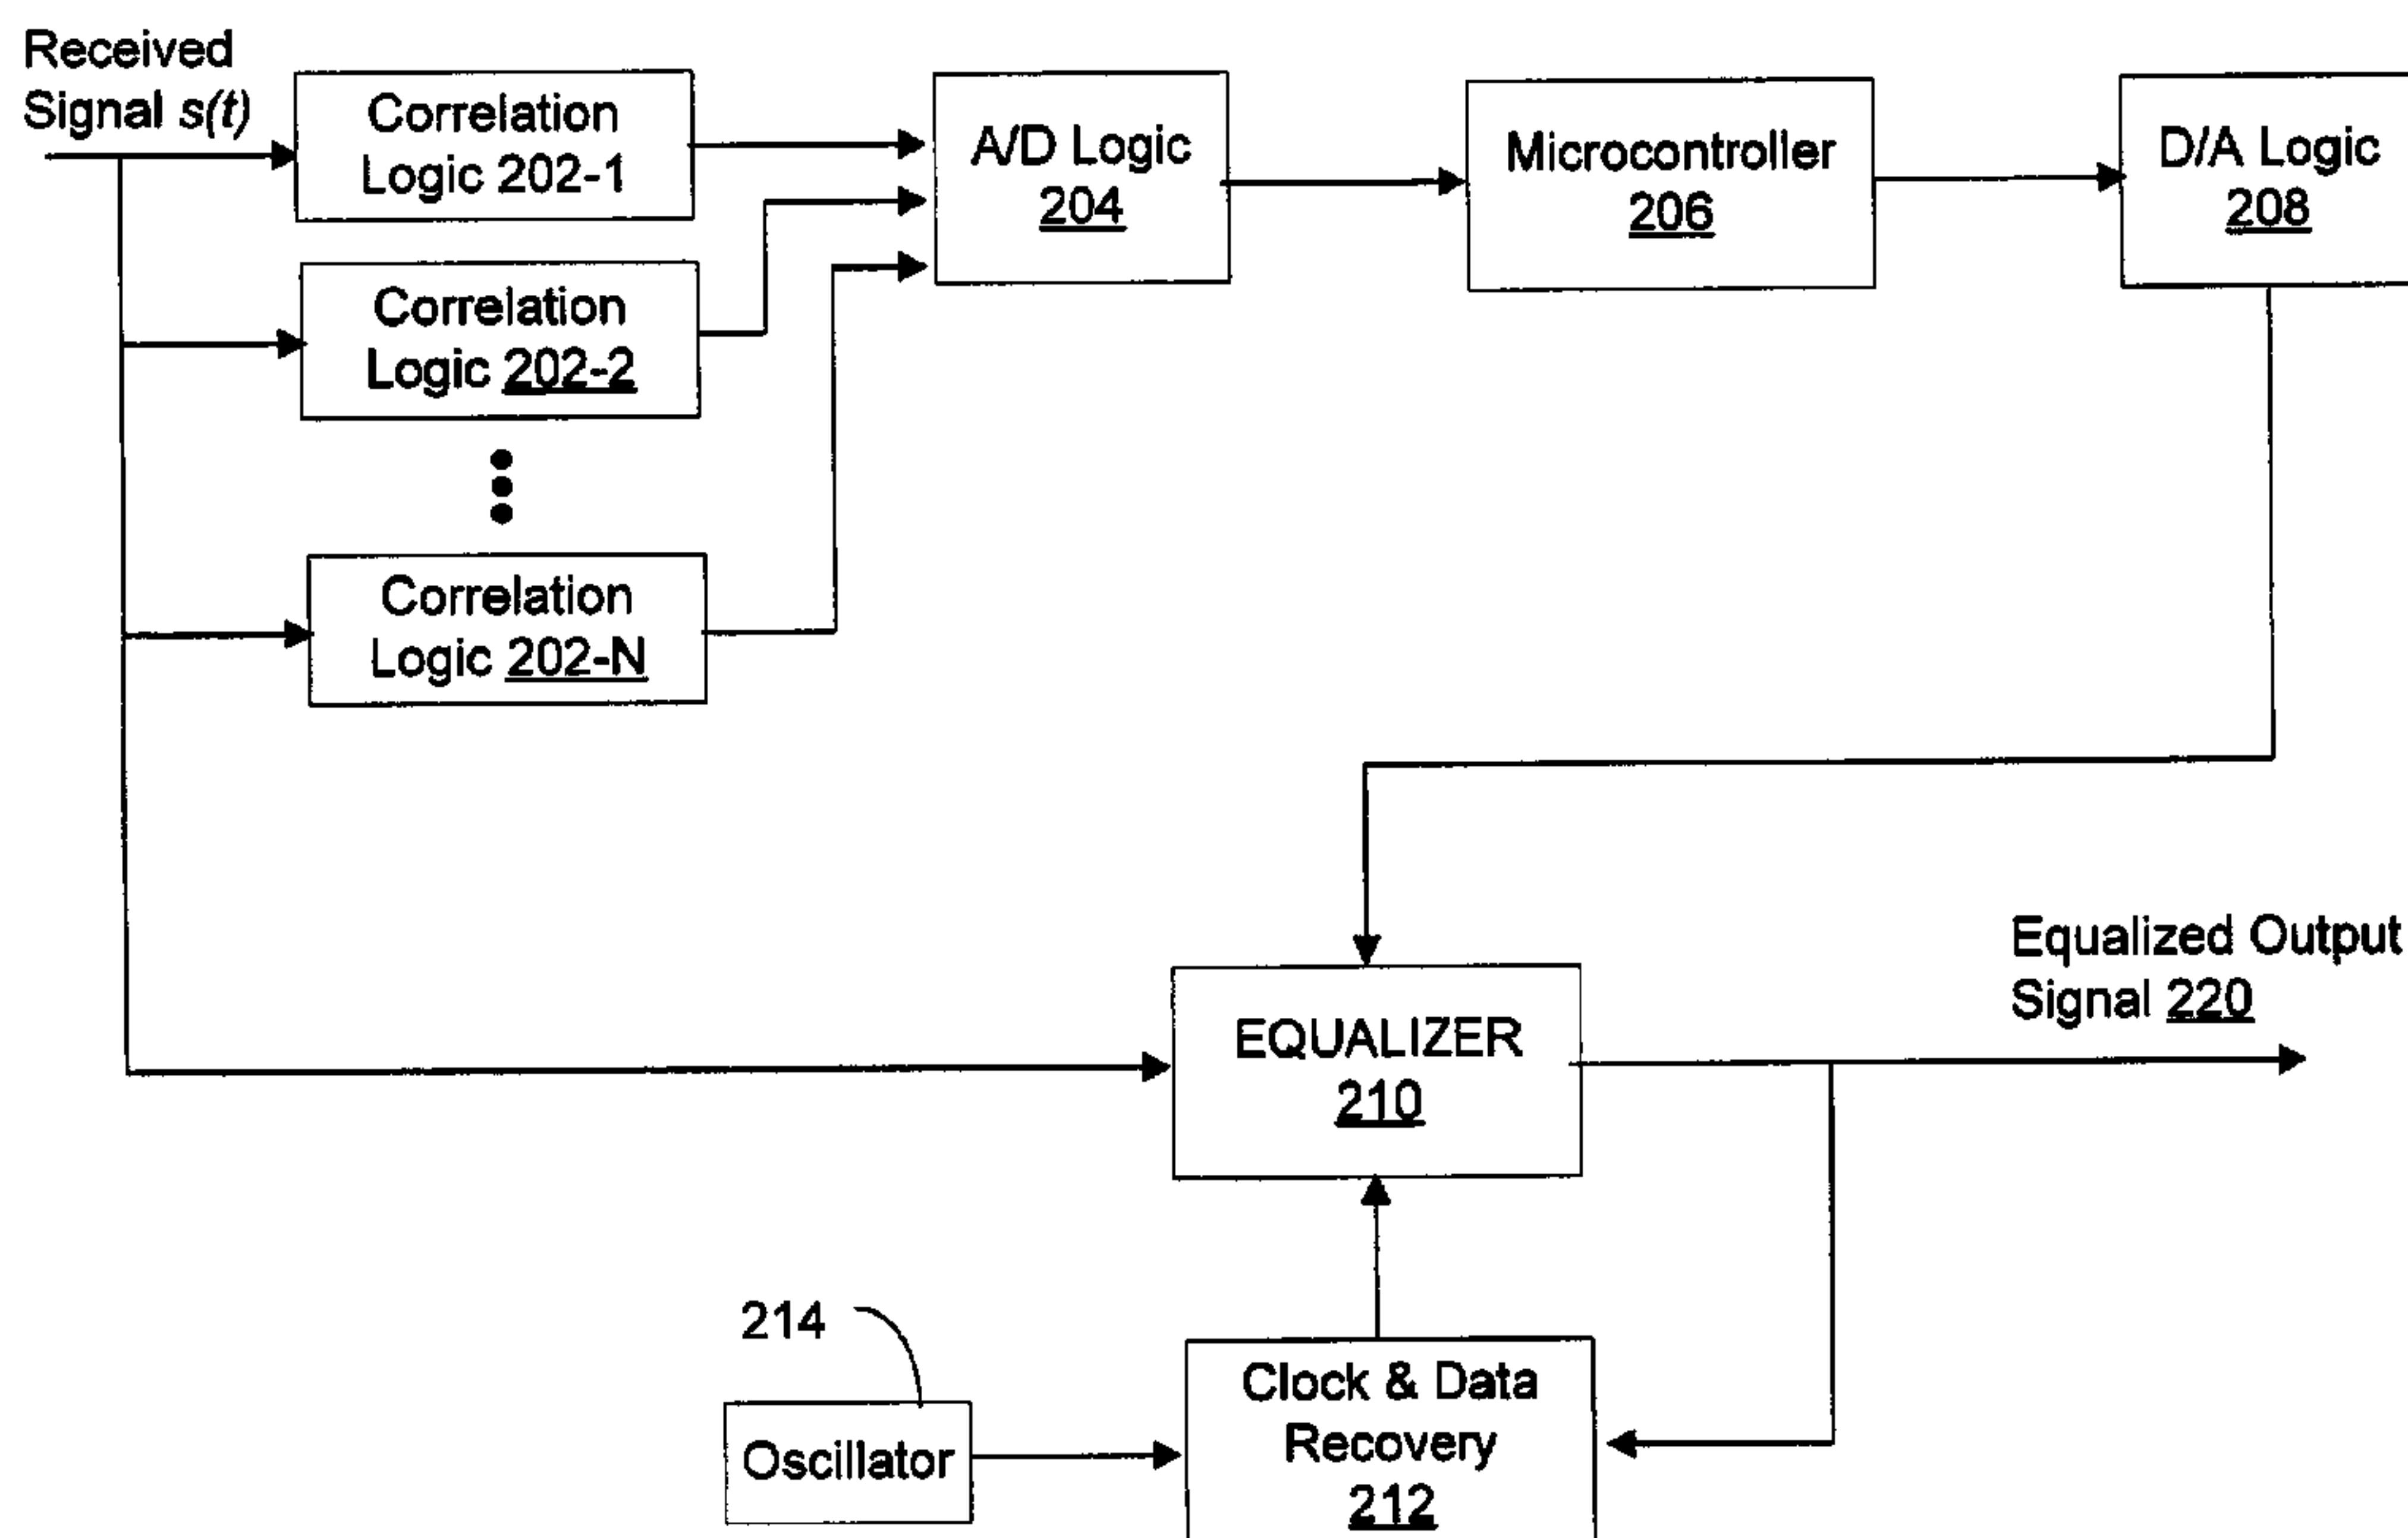 Received
Signal s(t)
Correlation
Logic 202-1
A/D Logic
204
Microcontroller
206
D/A Logic
208
Correlation
Logic 202-2
Correlation
Logic 202-N
Equalized Output
Signal 220
EQUALIZER
210
214
Oscillator
Clock & Data
Recovery
212